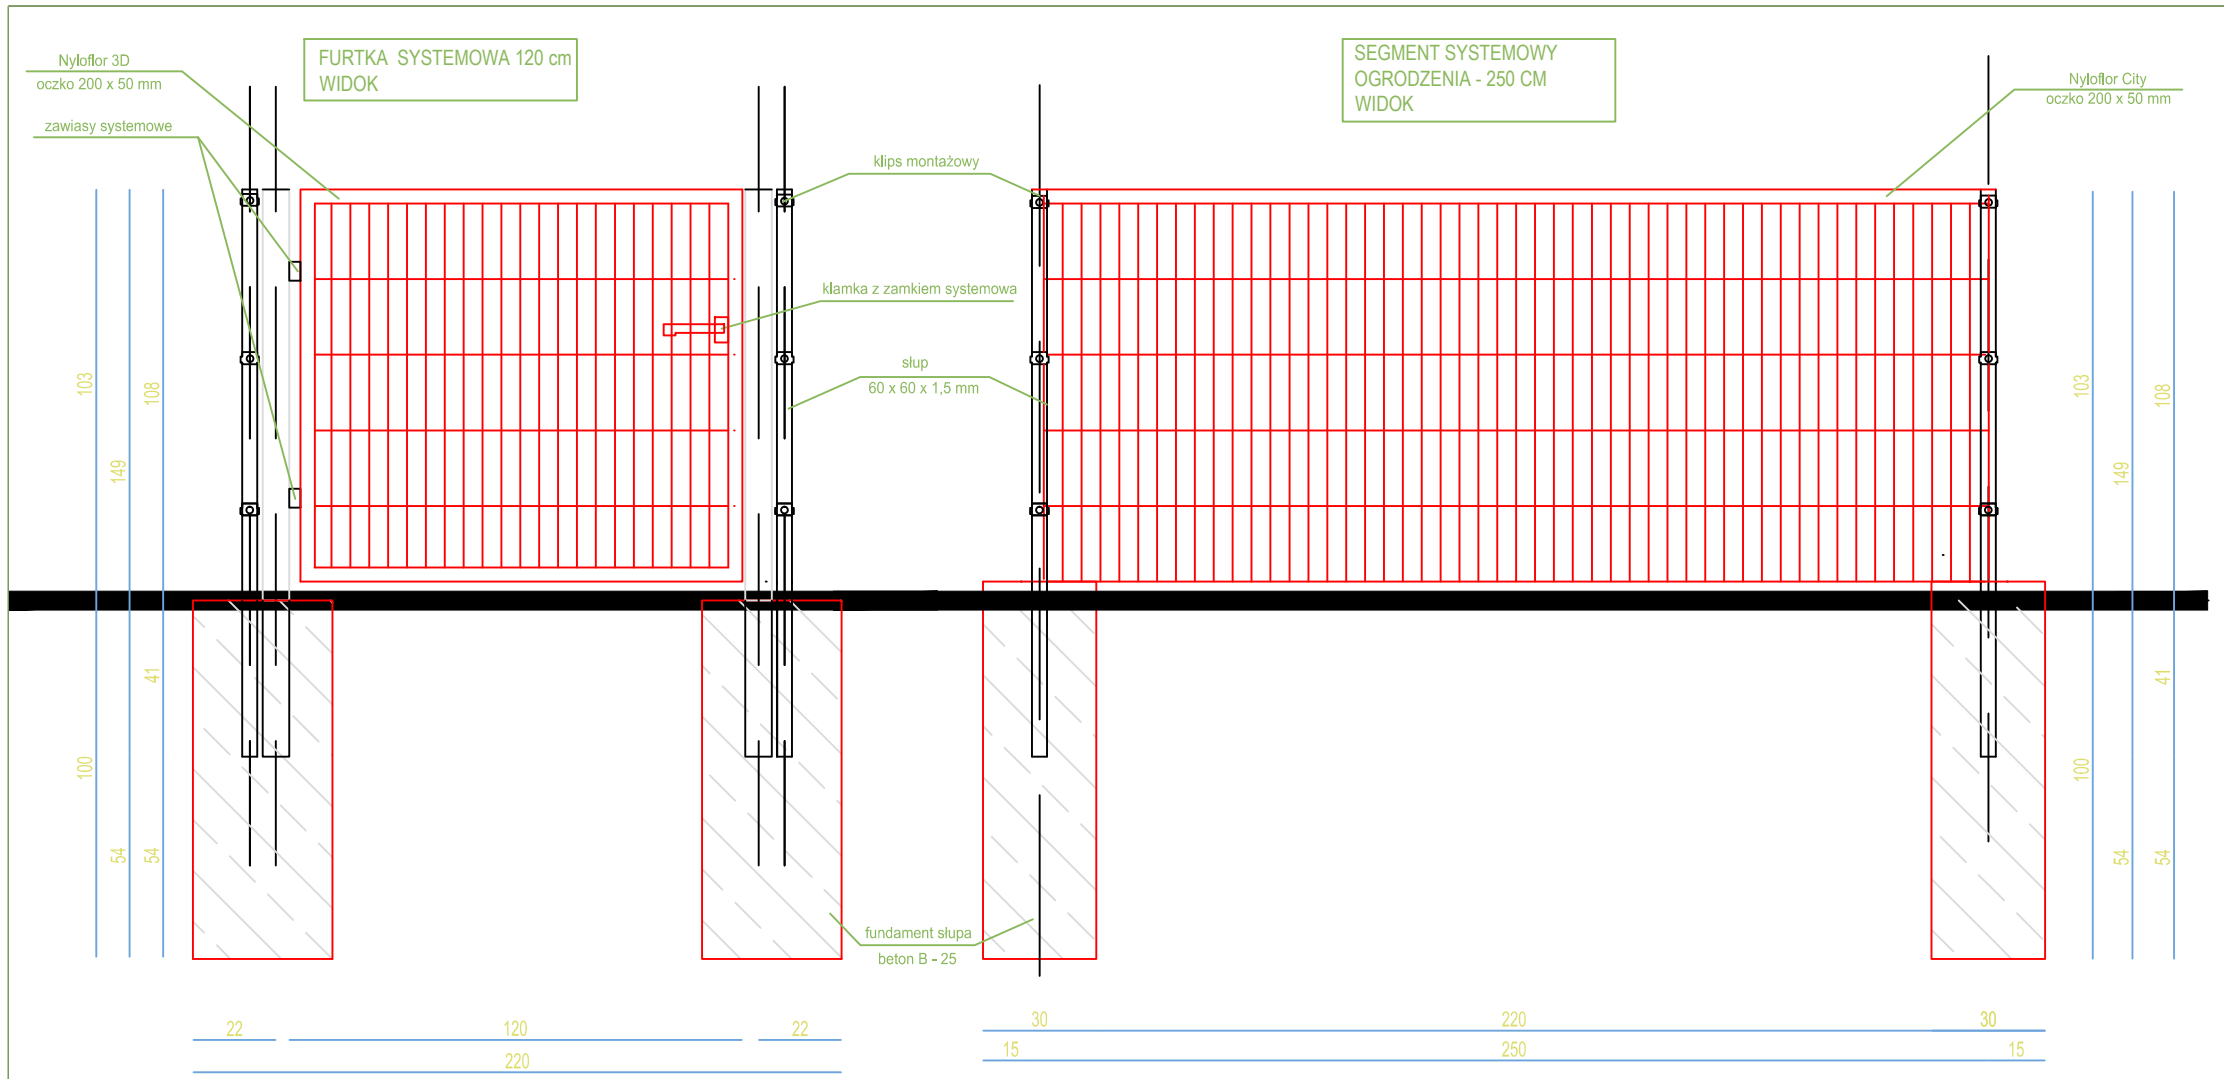 FURTKA SYSTEMOWA 120 cm
WIDOK
SEGMENT SYSTEMOWY
OGRODZENIA - 250 CM
WIDOK
Nyloflor 3D
oczko 200 x 50 mm
zawiasy systemowe
Nyloflor City
oczko 200 x 50 mm
klips montażowy
klamka z zamkiem systemowa
słup
60 x 60 x 1,5 mm
103
149
108
41
100
54
54
103
149
108
41
100
54
54
fundament słupa
beton B - 25
22
120
22
220
30
220
30
15
250
15